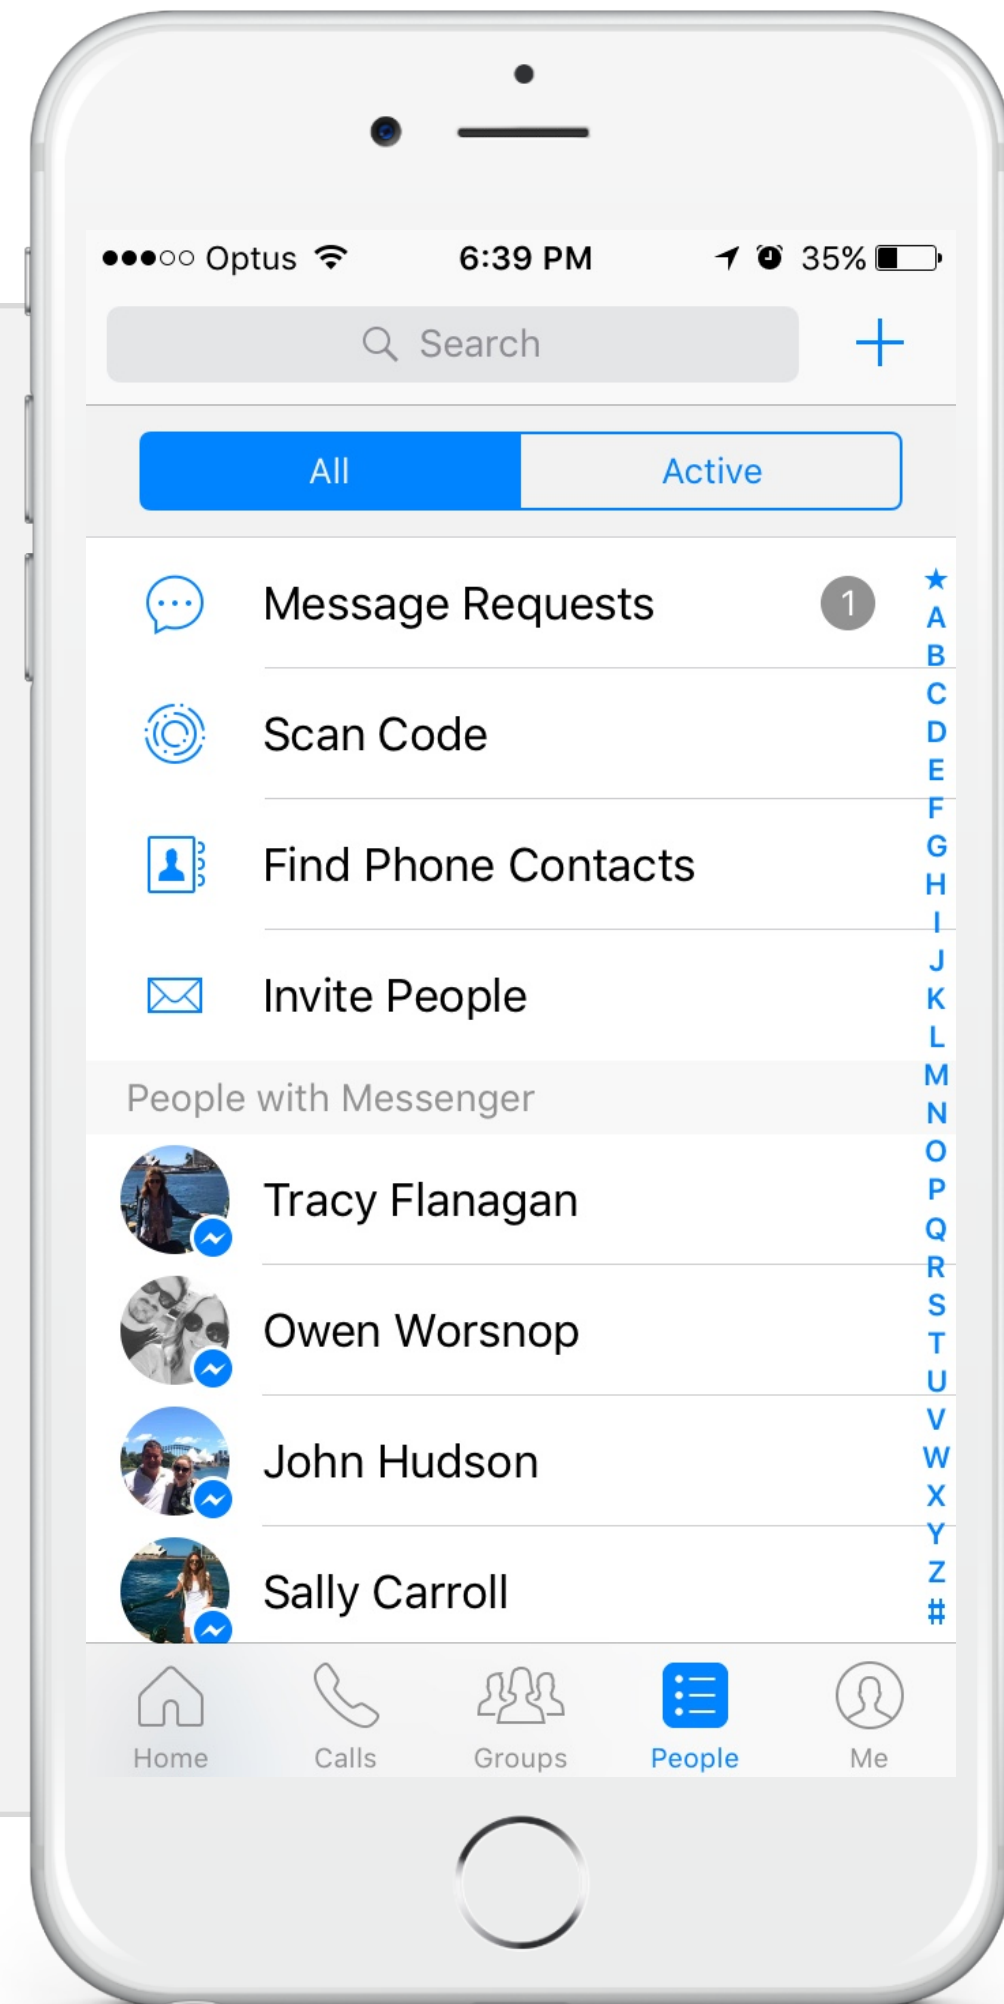 Optus 6:39 PM 35%
Search
All Active
Message Requests 1
Scan Code
Find Phone Contacts
Invite People
People with Messenger
Tracy Flanagan
Owen Worsnop
John Hudson
Sally Carroll
A
B
C
D
E
F
G
H
I
J
K
L
M
N
O
P
Q
R
S
T
U
V
W
X
Y
Z
#
Home Calls Groups People Me